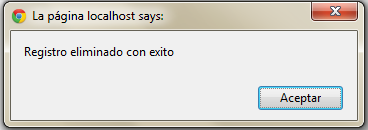 La página localhost says:
Registro eliminado con exito
Aceptar